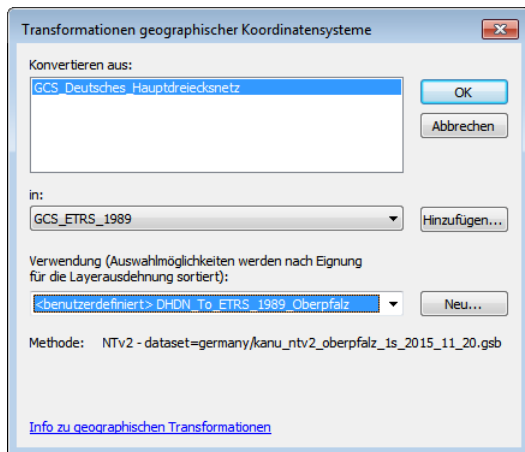 Transformationen geographischer Koordinatensysteme
Konvertieren aus:
GCS_Deutsches_Hauptdreiecksnetz
OK
Abbrechen
in:
GCS_ETRS_1989
Hinzufügen...
Verwendung (Auswahlmöglichkeiten werden nach Eignung
für die Layerausdehnung sortiert):
<benutzerdefiniert> DHDN_To_ETRS_1989_Oberpfalz
Neu...
Methode: NTv2 - dataset=germany/kanu_ntv2_oberpfalz_1s_2015_11_20.gsb
Info zu geographischen Transformationen